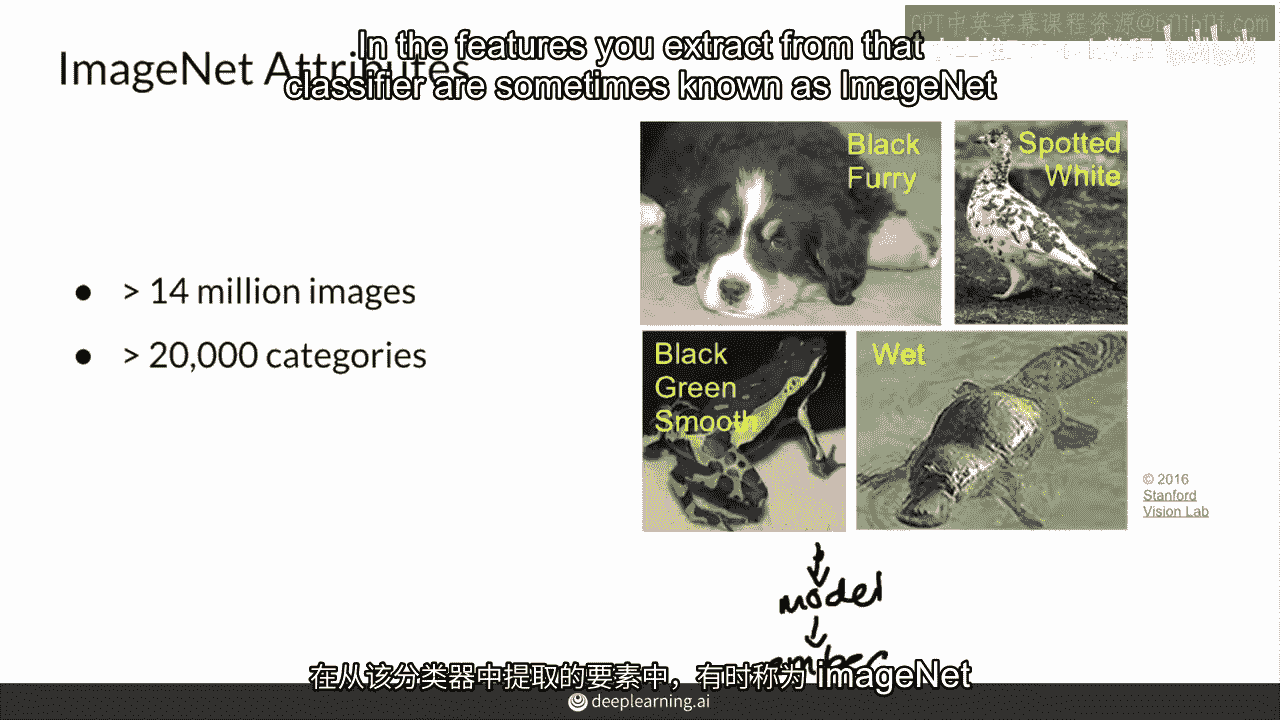 GPT中英字幕课程资源@bilibili.com
In the features you extract from that
classifier are sometimes known as ImageNet
ImageNet Attributes
> 14 million images
> 20,000 categories
Black
Furry
Spotted
White
Black
Green
Smooth
Wet
© 2016
Stanford
Vision Lab
model
在从该分类器中提取的要素中，有时称为 ImageNet
deeplearning.ai